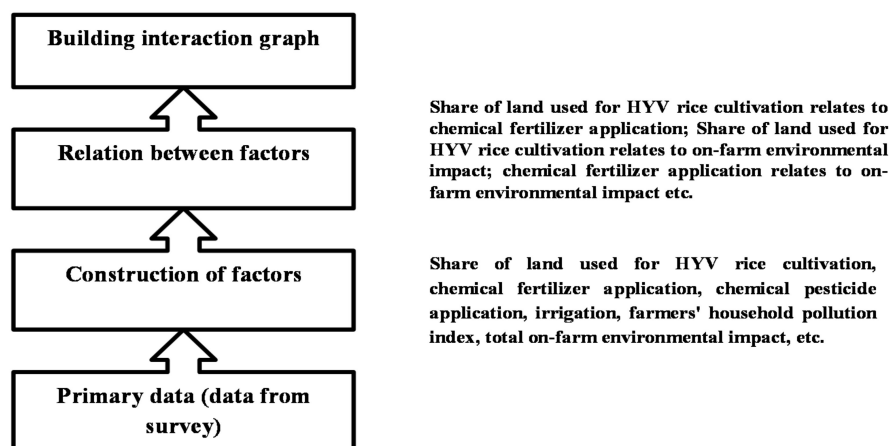 Building interaction graph
Share of land used for HYV rice cultivation relates to
chemical fertilizer application; Share of land used for
HYV rice cultivation relates to on-farm environmental
impact; chemical fertilizer application relates to on-
farm environmental impact etc.
Relation between factors
Share of land used for HYV rice cultivation,
chemical fertilizer application, chemical pesticide
application, irrigation, farmers' household pollution
index, total on-farm environmental impact, etc.
Construction of factors
Primary data (data from
survey)